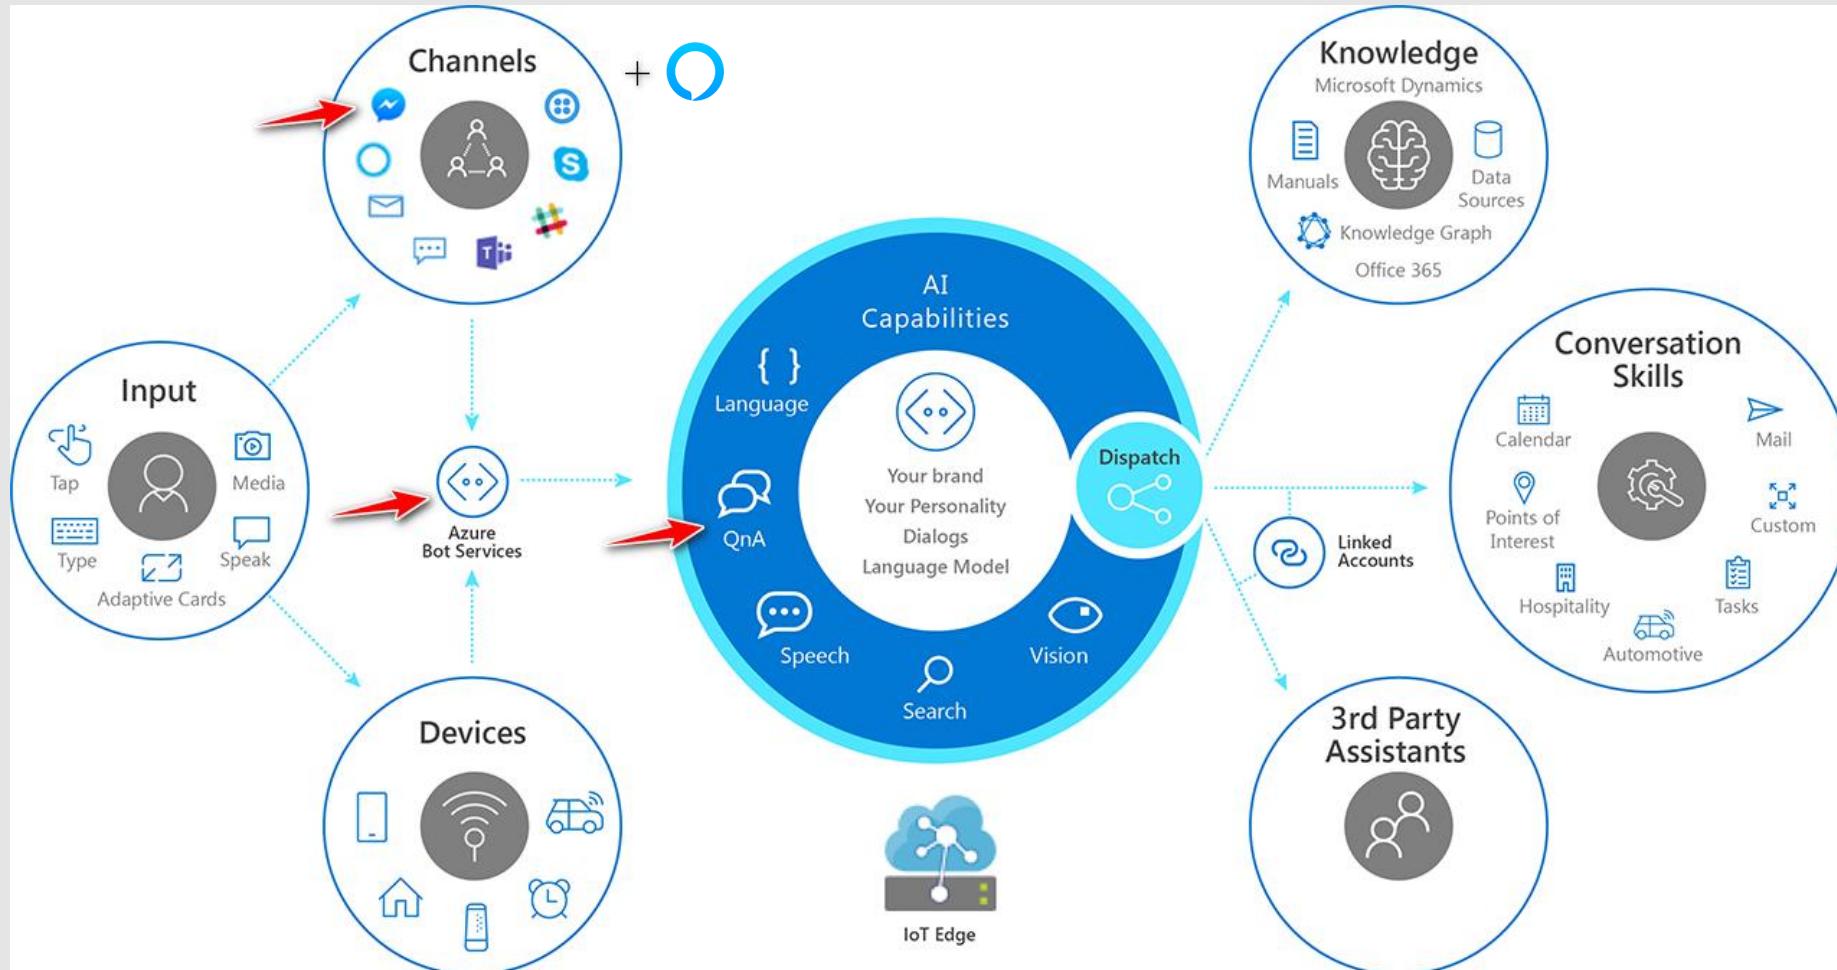 Channels
+
Input
Tap
Media
Type
Speak
Adaptive Cards
Azure
Bot Services
Devices
AI
Capabilities
{ }
Language
QnA
Speech
Search
Vision
Your brand
Your Personality
Dialogs
Language Model
Dispatch
IoT Edge
Knowledge
Microsoft Dynamics
Manuals
Data
Sources
Knowledge Graph
Office 365
Linked
Accounts
Conversation
Skills
Calendar
Mail
Points of
Interest
Custom
Hospitality
Tasks
Automotive
3rd Party
Assistants